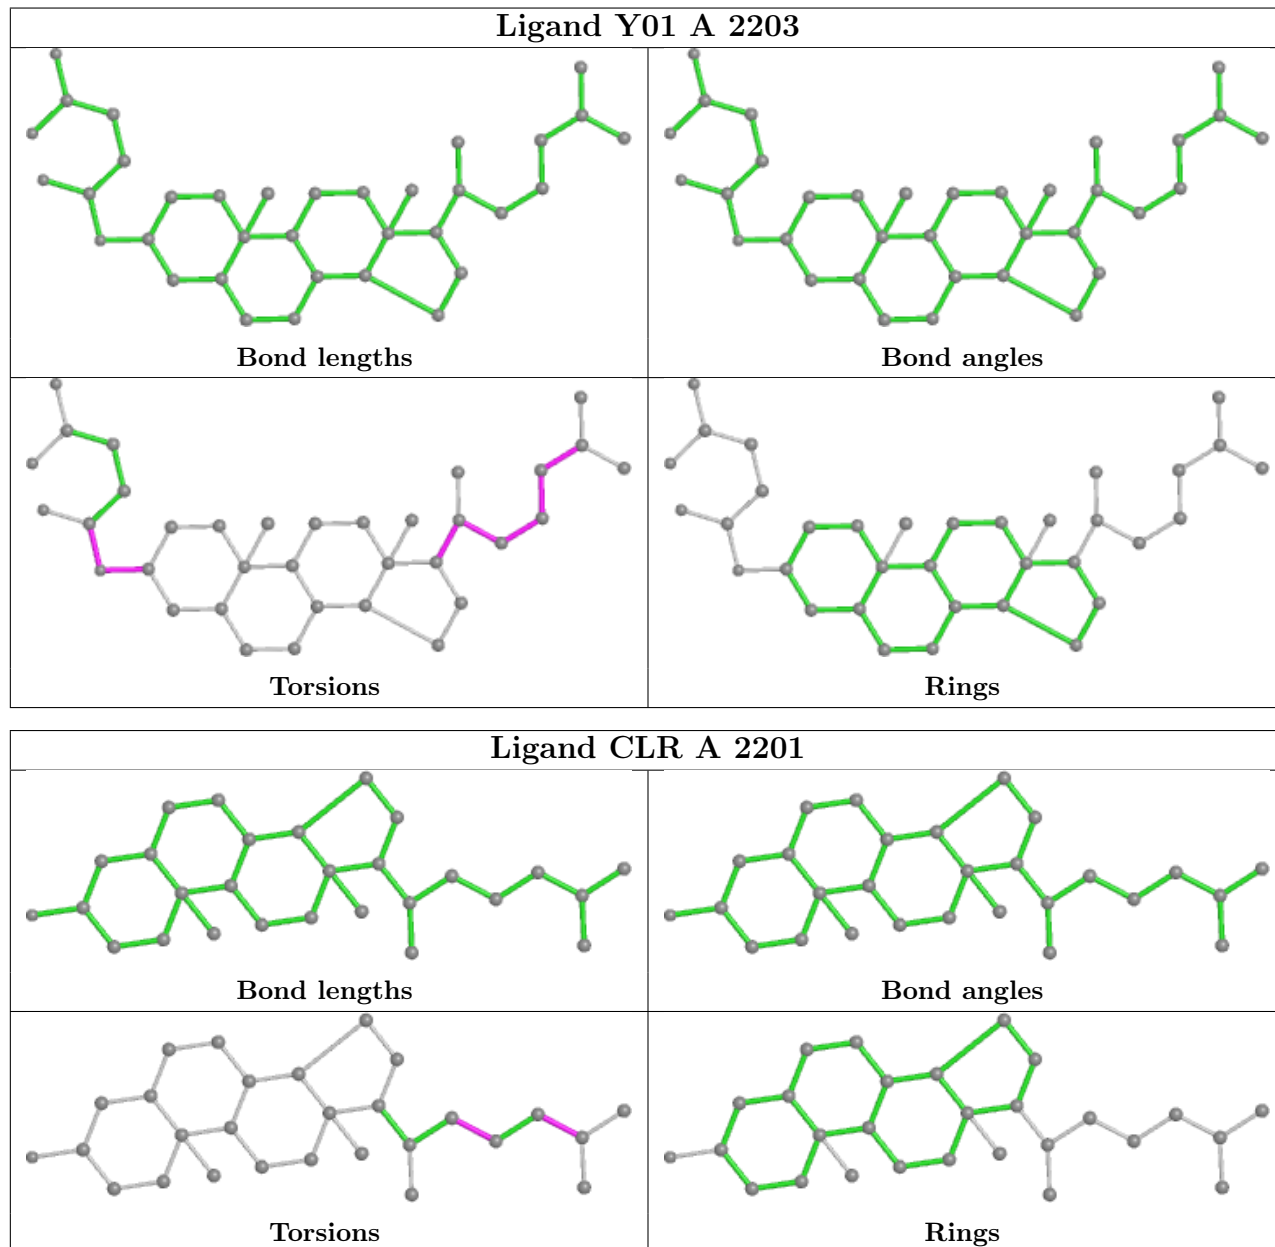 Ligand Y01 A 2203
Bond lengths
Bond angles
Torsions
Rings
Ligand CLR A 2201
Bond lengths
Bond angles
Torsions
Rings